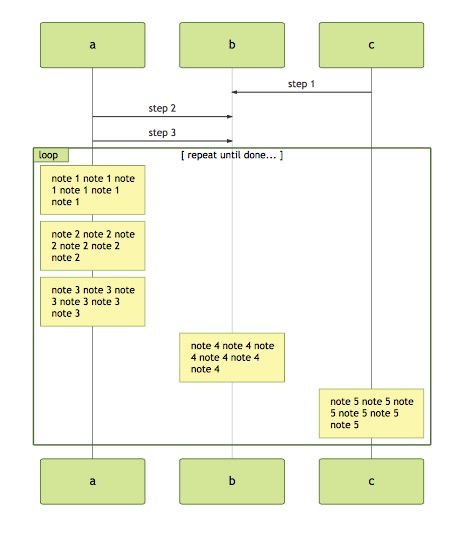 a
b
c
step 1
step 2
step 3
loop
[ repeat until done... ]
note 1 note 1 note
1 note 1 note 1
note 1
note 2 note 2 note
2 note 2 note 2
note 2
note 3 note 3 note
3 note 3 note 3
note 3
note 4 note 4 note
4 note 4 note 4
note 4
note 5 note 5 note
5 note 5 note 5
note 5
a
b
c